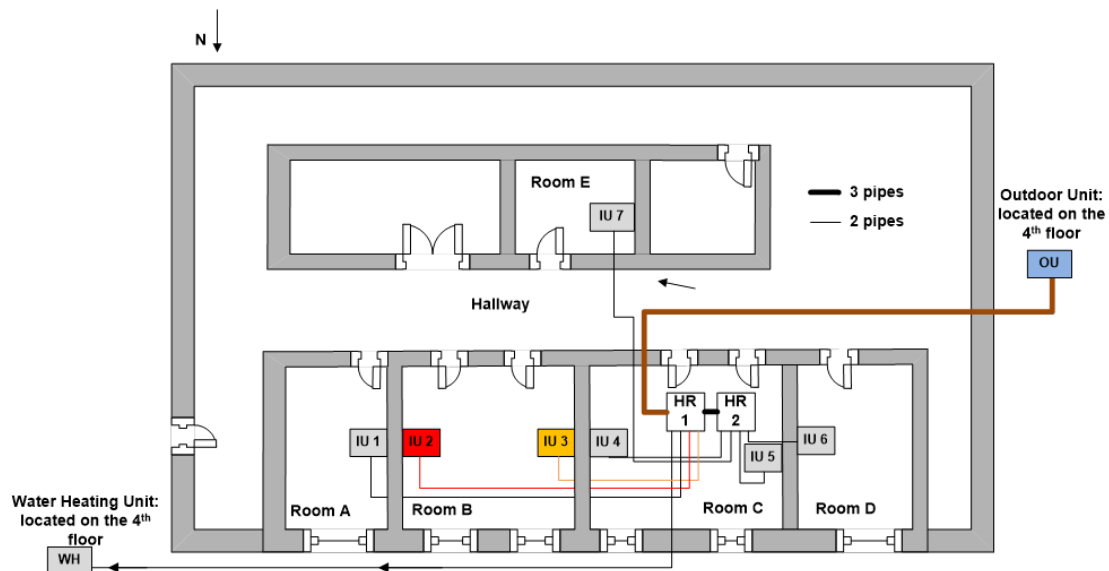 N
Room E
IU 7
3 pipes
2 pipes
Outdoor Unit:
located on the
4th floor
OU
Hallway
HR
1
HR
2
IU 1
IU 2
IU 3
IU 4
IU 5
IU 6
Room A
Room B
Room C
Room D
Water Heating Unit:
located on the 4th
floor
WH